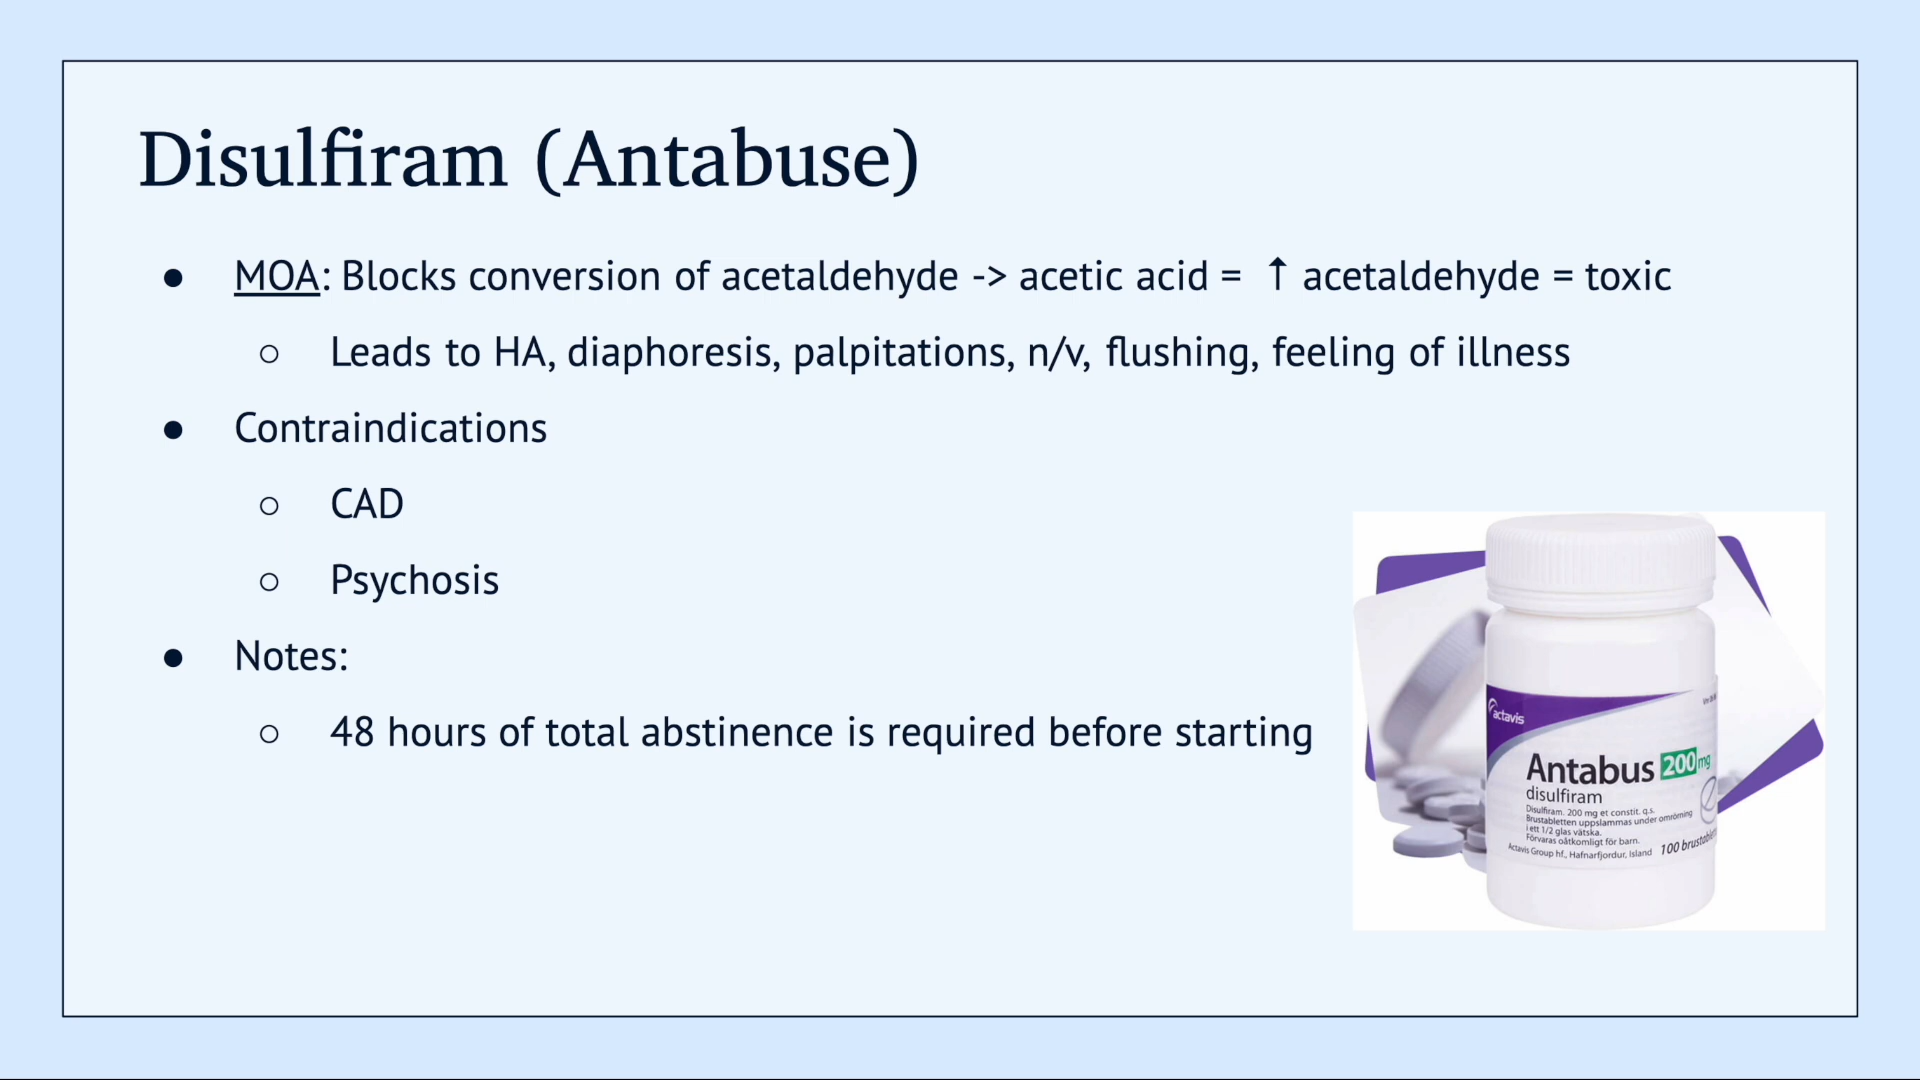 Disulfiram (Antabuse)
● MOA: Blocks conversion of acetaldehyde -> acetic acid = ↑ acetaldehyde = toxic
○ Leads to HA, diaphoresis, palpitations, n/v, flushing, feeling of illness
● Contraindications
○ CAD
○ Psychosis
● Notes:
○ 48 hours of total abstinence is required before starting
actavis
Antabus 200 mg
disulfiram
Disulfiram. 200 mg et constit. q.s.
Brustabletten uppslammas under omrörning
i ett 1/2 glas vätska.
Förvaras oåtkomligt för barn.
Actavis Group hf., Hafnarfjordur, Island
100